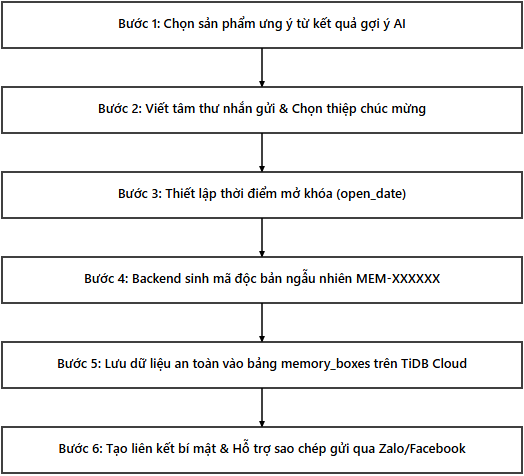 Bước 1: Chọn sản phẩm ưng ý từ kết quả gợi ý AI
Bước 2: Viết tâm thư nhắn gửi & Chọn thiệp chúc mừng
Bước 3: Thiết lập thời điểm mở khóa (open_date)
Bước 4: Backend sinh mã độc bản ngẫu nhiên MEM-XXXXXX
Bước 5: Lưu dữ liệu an toàn vào bảng memory_boxes trên TiDB Cloud
Bước 6: Tạo liên kết bí mật & Hỗ trợ sao chép gửi qua Zalo/Facebook